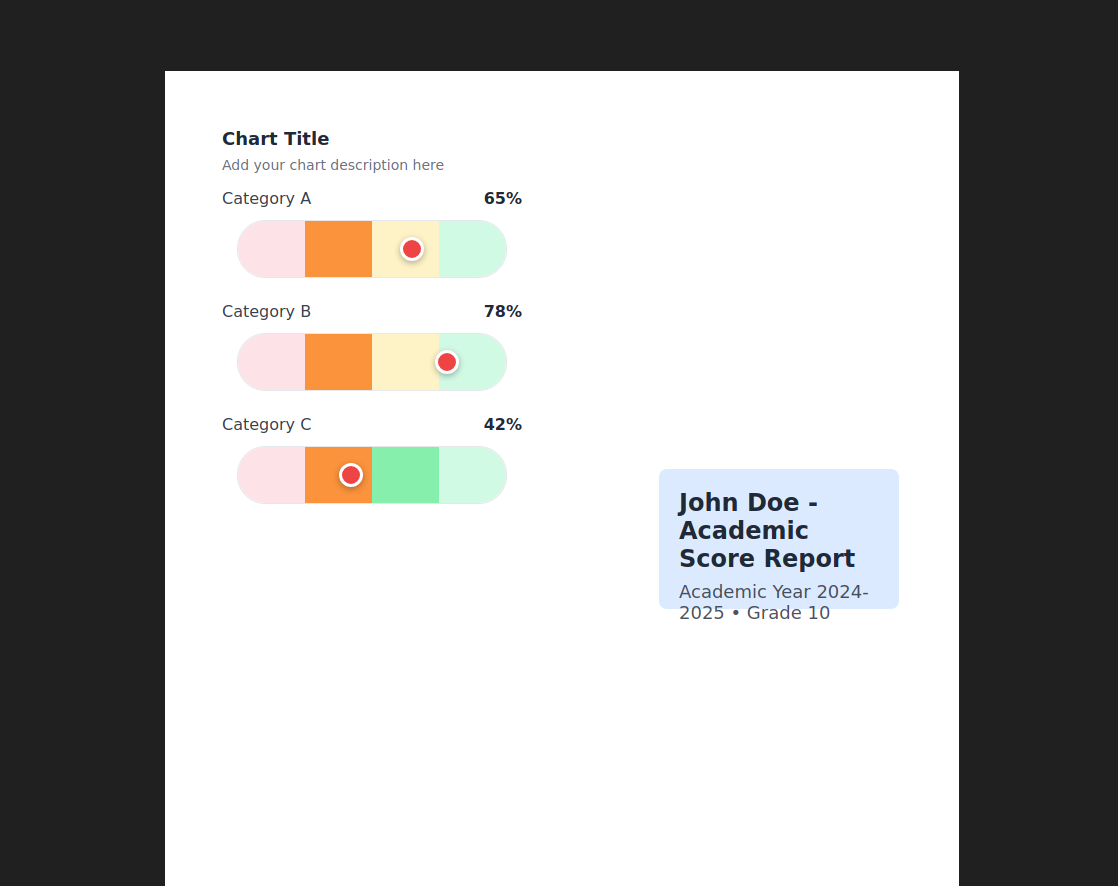 Chart Title
Add your chart description here
Category A 65%
Category B 78%
Category C 42%
John Doe -
Academic
Score Report
Academic Year 2024-
2025 • Grade 10